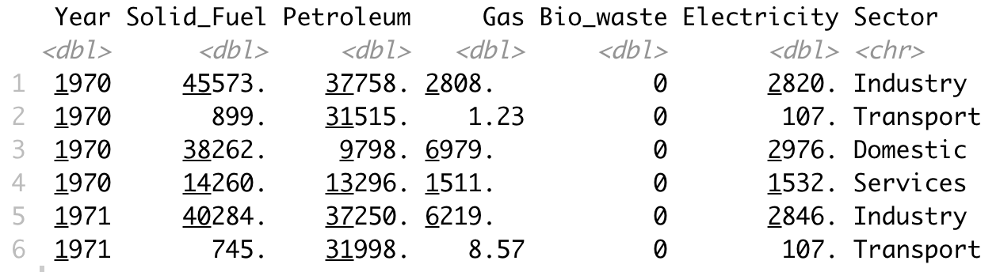 Year Solid_Fuel Petroleum Gas Bio_waste Electricity Sector
<dbl> <dbl> <dbl> <dbl> <dbl> <dbl> <chr>
1 1970 45573. 37758. 2808. 0 2820. Industry
2 1970 899. 31515. 1.23 0 107. Transport
3 1970 38262. 9798. 6979. 0 2976. Domestic
4 1970 14260. 13296. 1511. 0 1532. Services
5 1971 40284. 37250. 6219. 0 2846. Industry
6 1971 745. 31998. 8.57 0 107. Transport